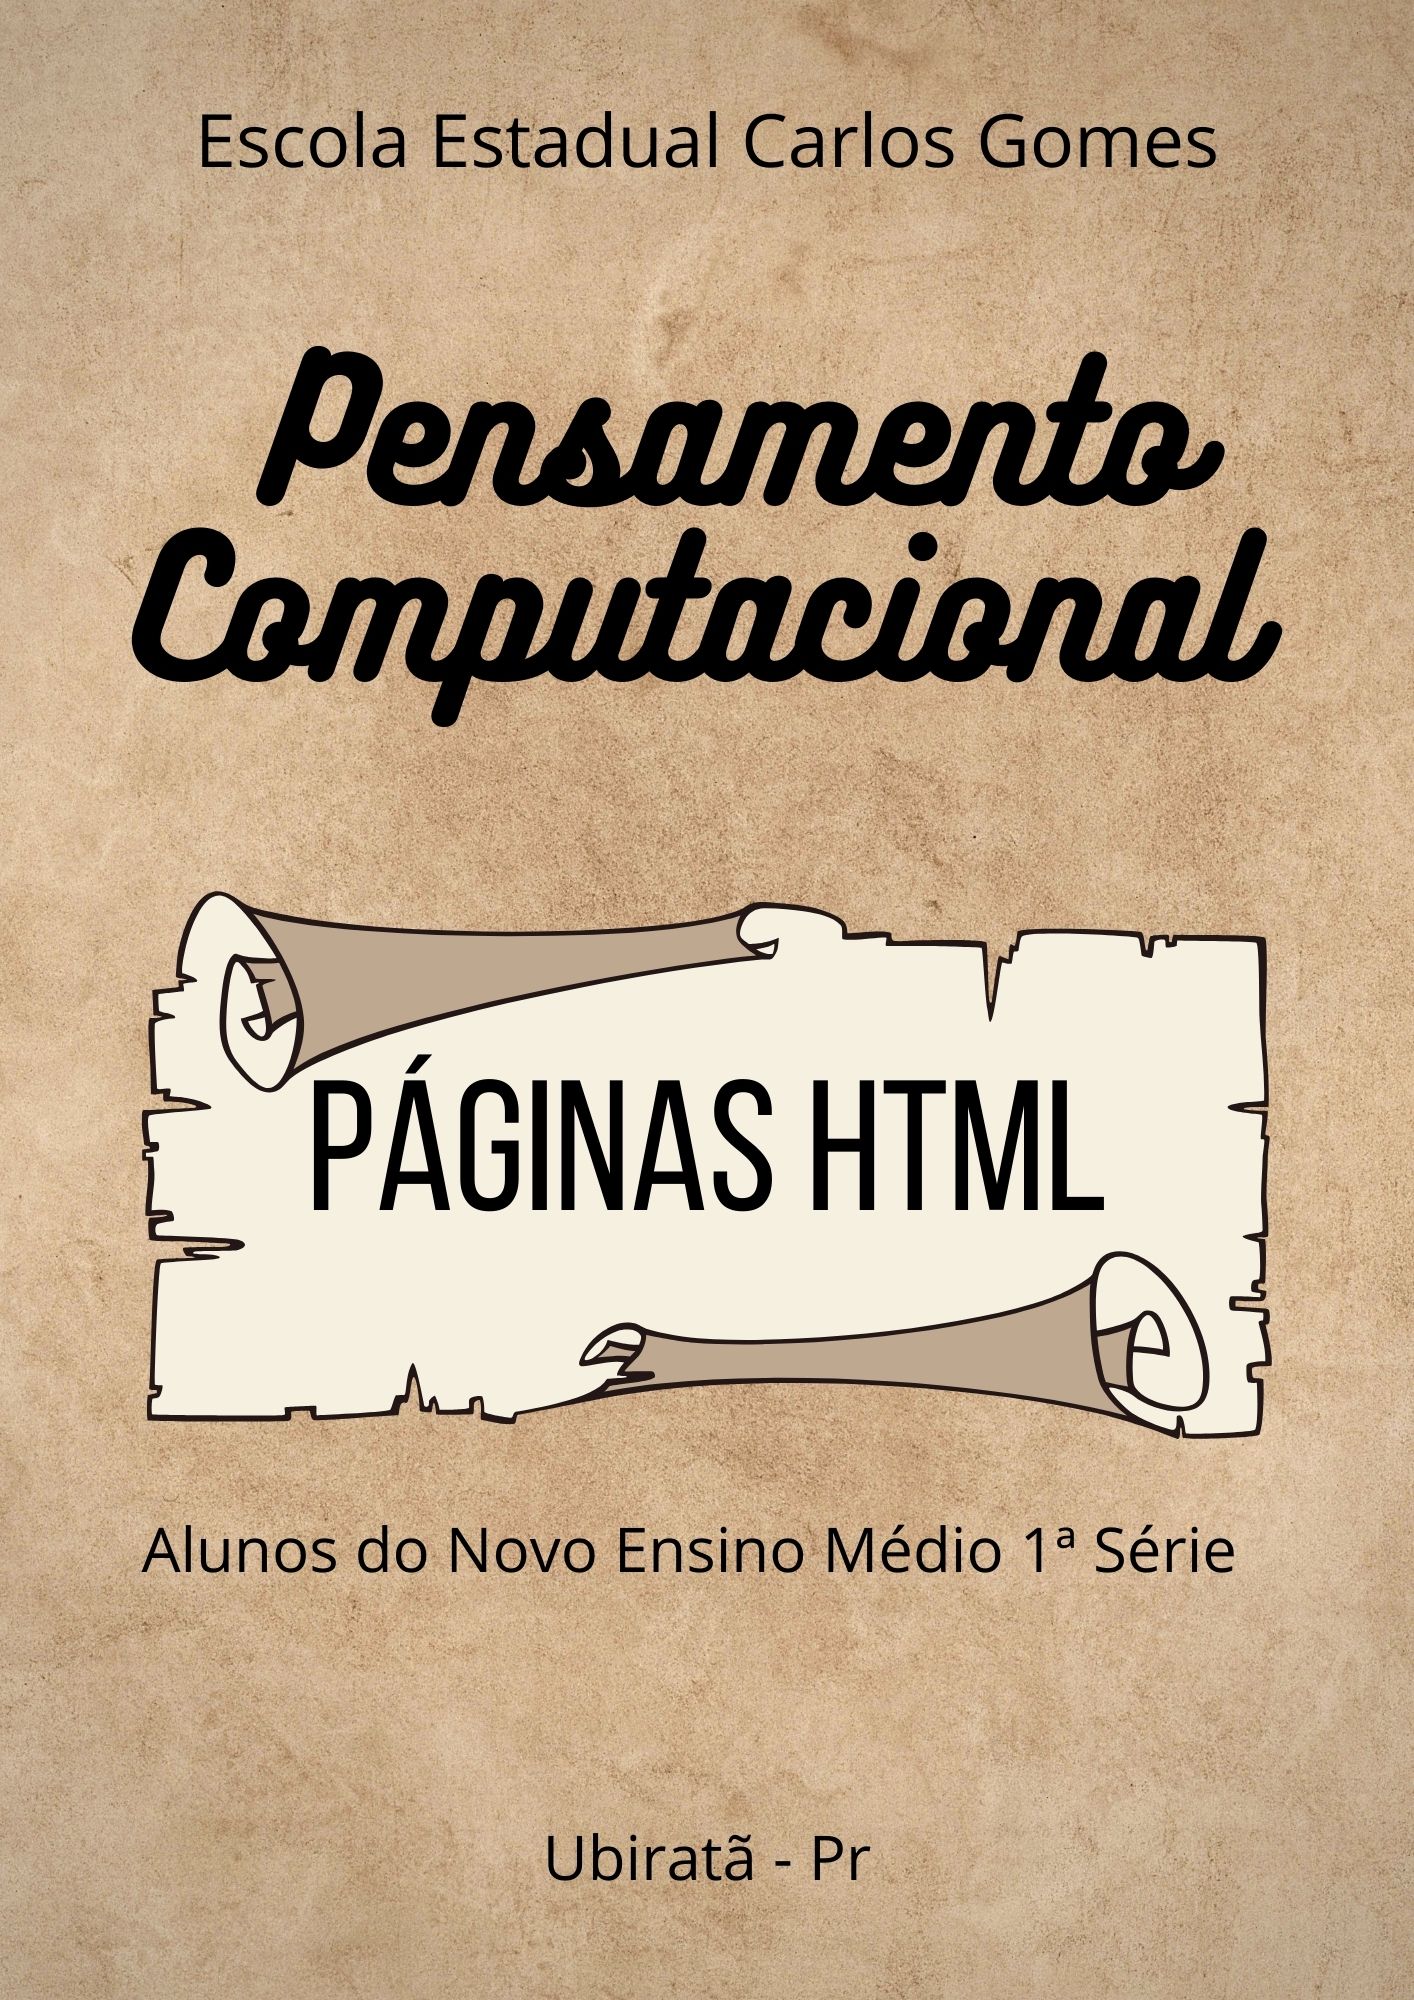 Escola Estadual Carlos Gomes
Pensamento
Computacional
PÁGINAS HTML
Alunos do Novo Ensino Médio 1ª Série
Ubiratã - Pr